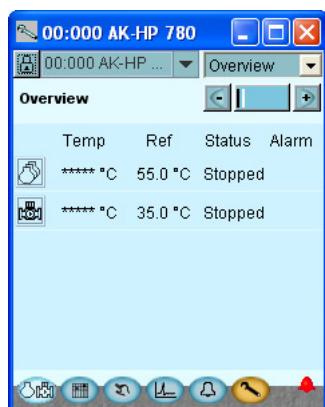 00:000 AK-HP 780
00:000 AK-HP ... Overview
Overview
Temp Ref Status Alarm
***** °C 55.0 °C Stopped
***** °C 35.0 °C Stopped